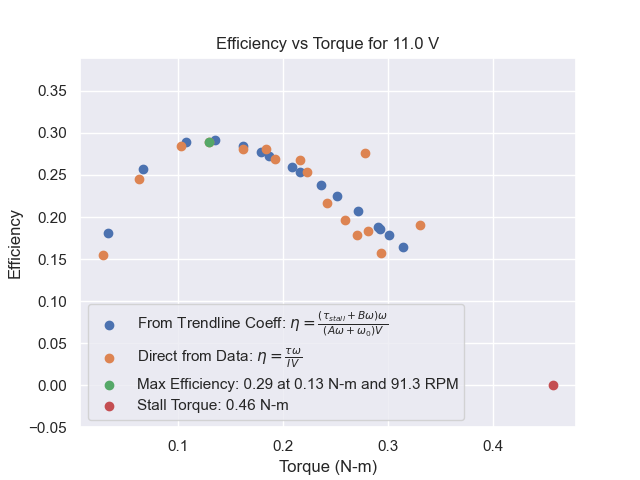 Efficiency vs Torque for 11.0 V
Efficiency
0.35
0.30
0.25
0.20
0.15
0.10
0.05
0.00
−0.05
From Trendline Coeff: η = (τ_stall + Bω)ω / (Aω + ω₀)V
Direct from Data: η = τω / IV
Max Efficiency: 0.29 at 0.13 N-m and 91.3 RPM
Stall Torque: 0.46 N-m
0.1 0.2 0.3 0.4
Torque (N-m)